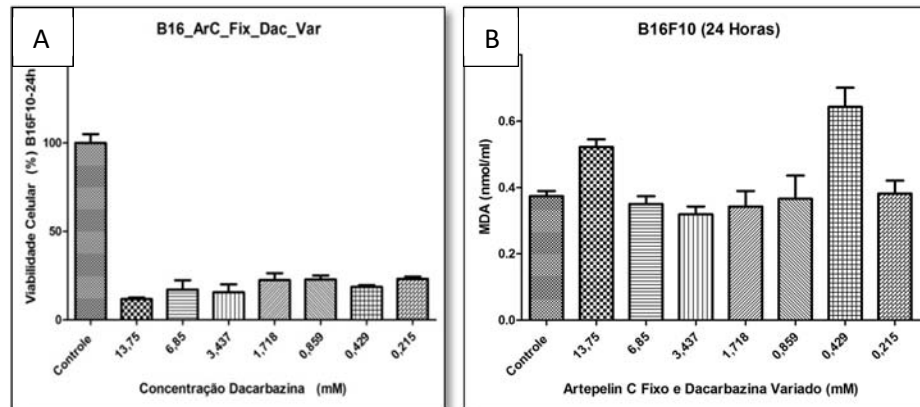 A
B16_ArC_Fix_Dac_Var
Viabilidade Celular (%) B16F10-24h
100
50
0
Controle
13,75
6,85
3,437
1,718
0,859
0,429
0,215
Concentração Dacarbazina (mM)
B
B16F10 (24 Horas)
MDA (nmol/ml)
0.6
0.4
0.2
0.0
Controle
13,75
6,85
3,437
1,718
0,859
0,429
0,215
Artepelin C Fixo e Dacarbazina Variado (mM)